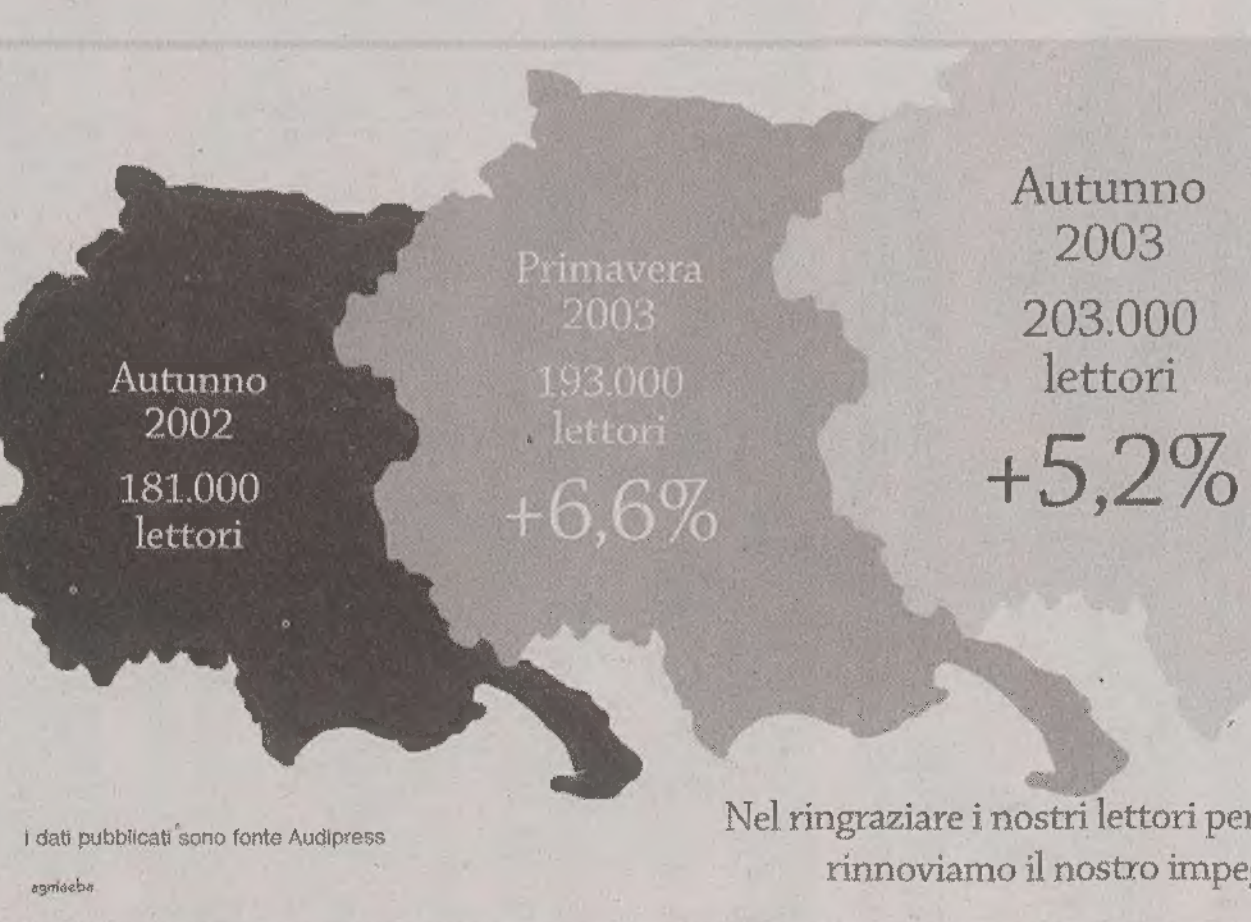 Autunno
2002
181.000
lettori
Primavera
2003
193.000
lettori
+6,6%
Autunno
2003
203.000
lettori
+5,2%
i dati pubblicati sono fonte Audipress
Nel ringraziare i nostri lettori per
rinnoviamo il nostro impeg